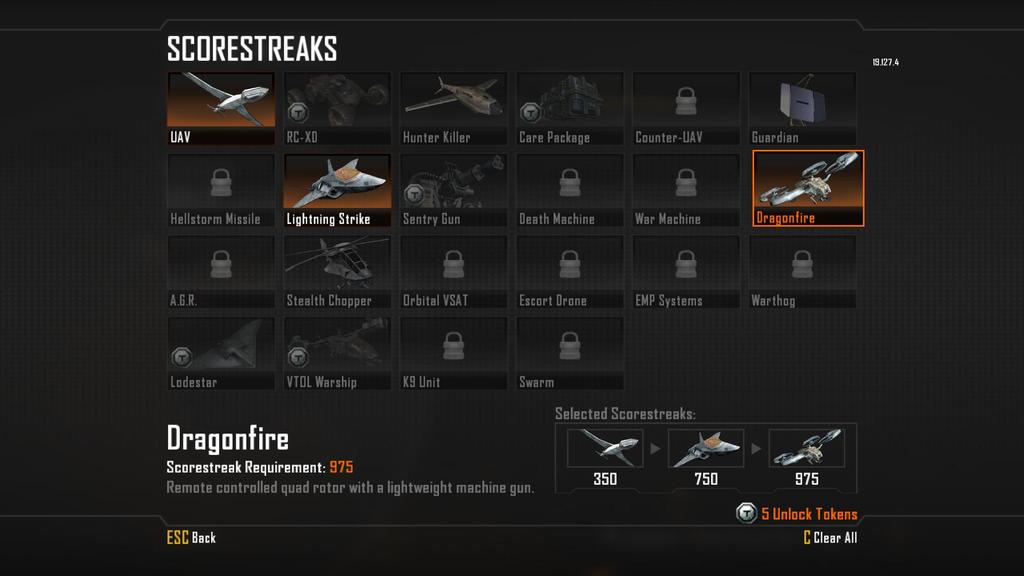 SCORESTREAKS
19.127.4
UAV
RC-XD
Hunter Killer
Care Package
Counter-UAV
Guardian
Hellstorm Missile
Lightning Strike
Sentry Gun
Death Machine
War Machine
Dragonfire
A.G.R.
Stealth Chopper
Orbital VSAT
Escort Drone
EMP Systems
Warthog
Lodestar
VTOL Warship
K9 Unit
Swarm
Dragonfire
Scorestreak Requirement: 975
Remote controlled quad rotor with a lightweight machine gun.
Selected Scorestreaks:
350
750
975
T 5 Unlock Tokens
ESC Back
C Clear All